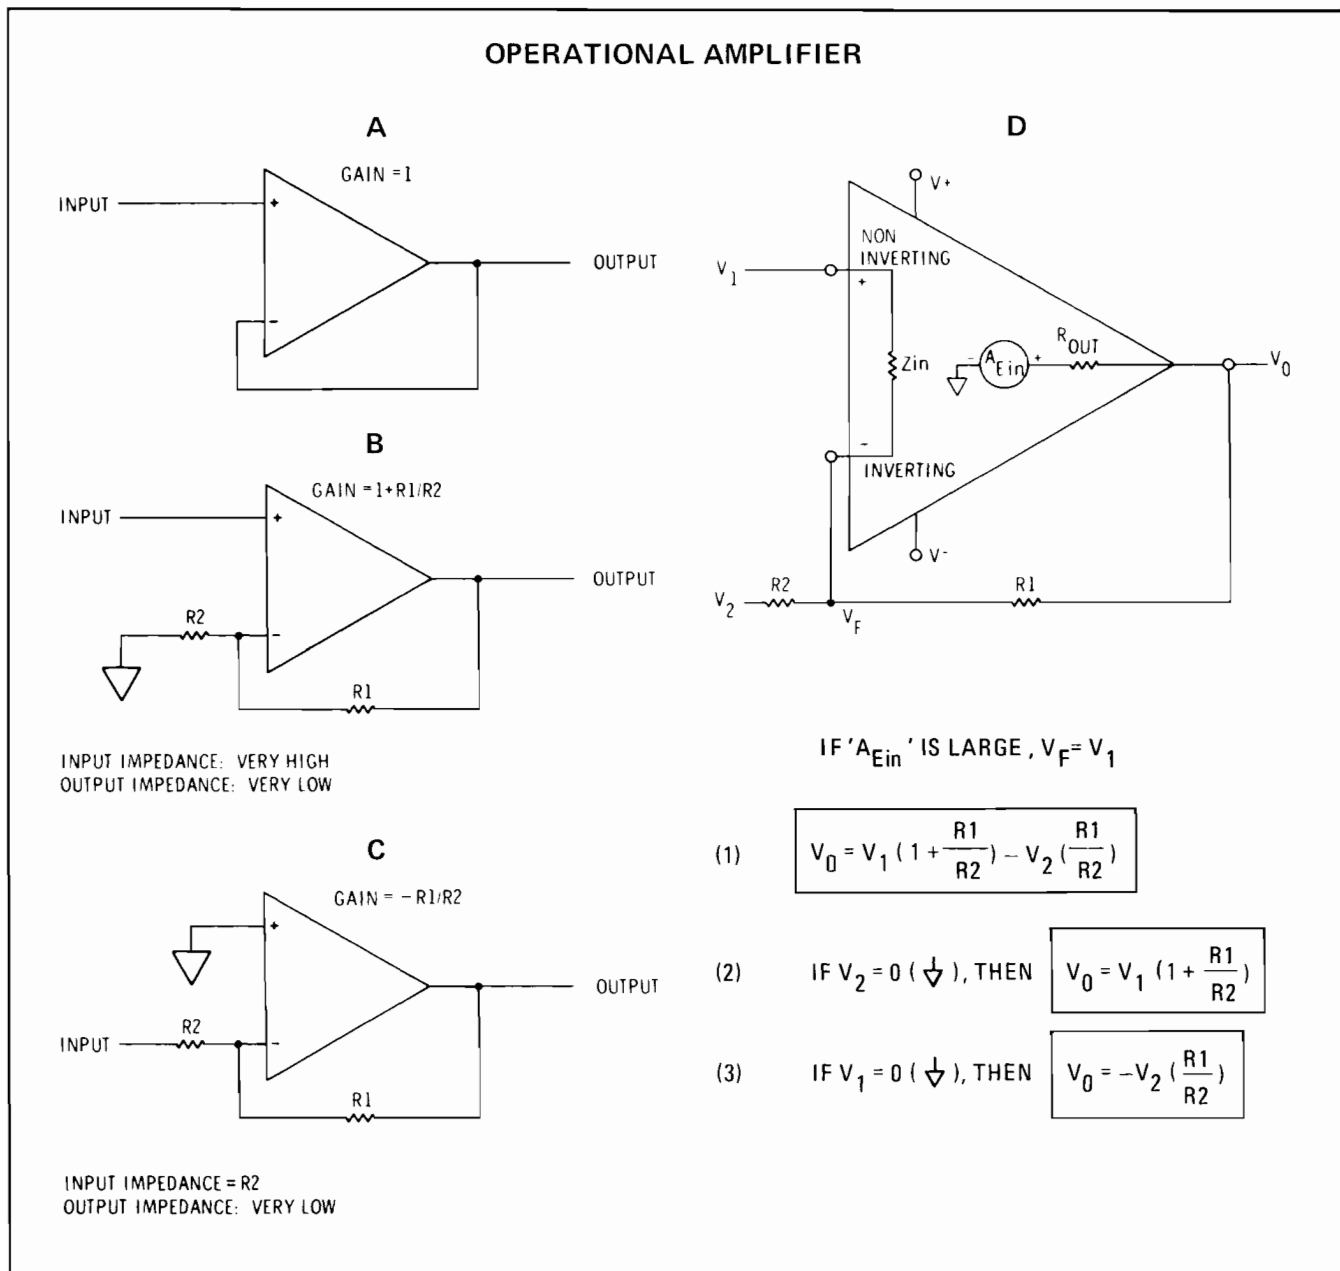 OPERATIONAL AMPLIFIER
A
GAIN = 1
INPUT
+
-
OUTPUT
B
GAIN = 1+R1/R2
INPUT
+
-
R2
R1
OUTPUT
INPUT IMPEDANCE: VERY HIGH
OUTPUT IMPEDANCE: VERY LOW
C
GAIN = – R1/R2
+
INPUT
R2
-
R1
OUTPUT
INPUT IMPEDANCE = R2
OUTPUT IMPEDANCE: VERY LOW
D
V+
NON
INVERTING
V1
+
Zin
- AEin +
ROUT
V0
-
INVERTING
V-
V2
R2
VF
R1
IF 'AEin' IS LARGE, VF = V1
(1) V0 = V1 (1 + R1/R2) – V2 (R1/R2)
(2) IF V2 = 0 (⏚), THEN V0 = V1 (1 + R1/R2)
(3) IF V1 = 0 (⏚), THEN V0 = –V2 (R1/R2)